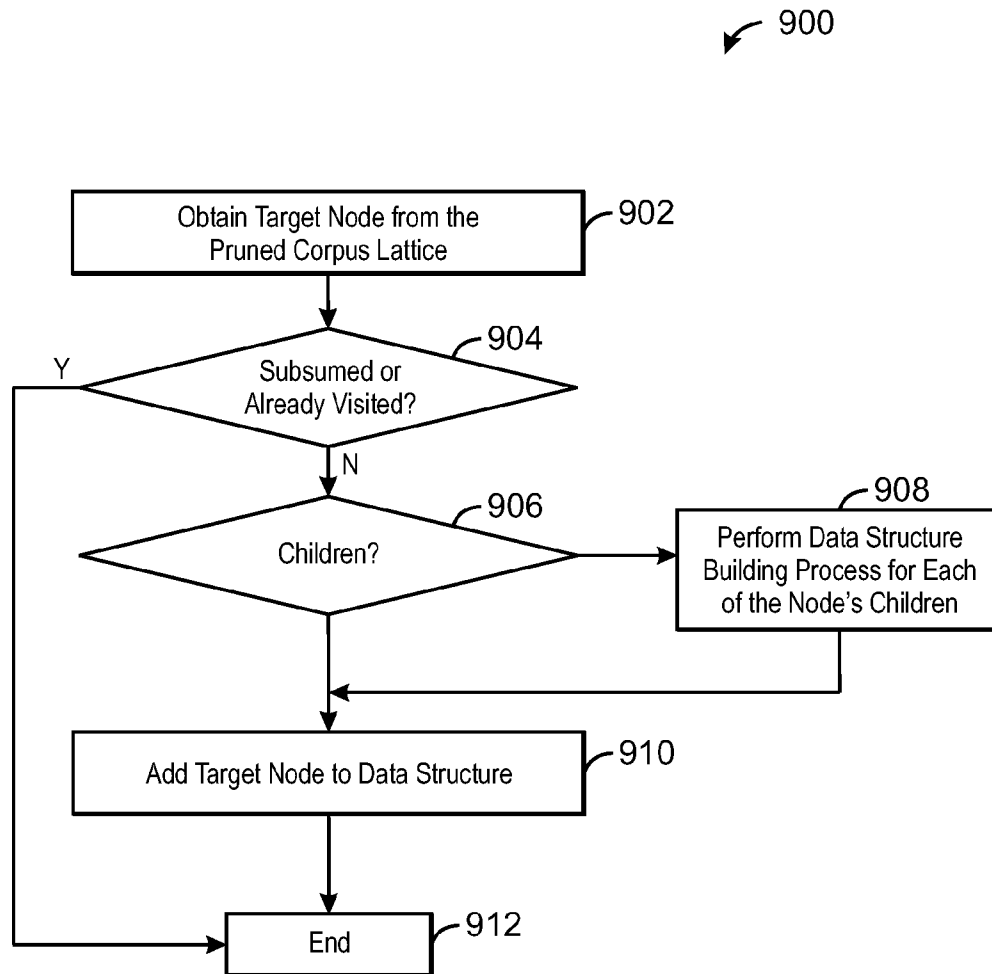 900
Obtain Target Node from the
Pruned Corpus Lattice
902
904
Y
Subsumed or
Already Visited?
N
906
Children?
908
Perform Data Structure
Building Process for Each
of the Node's Children
Add Target Node to Data Structure
910
End
912